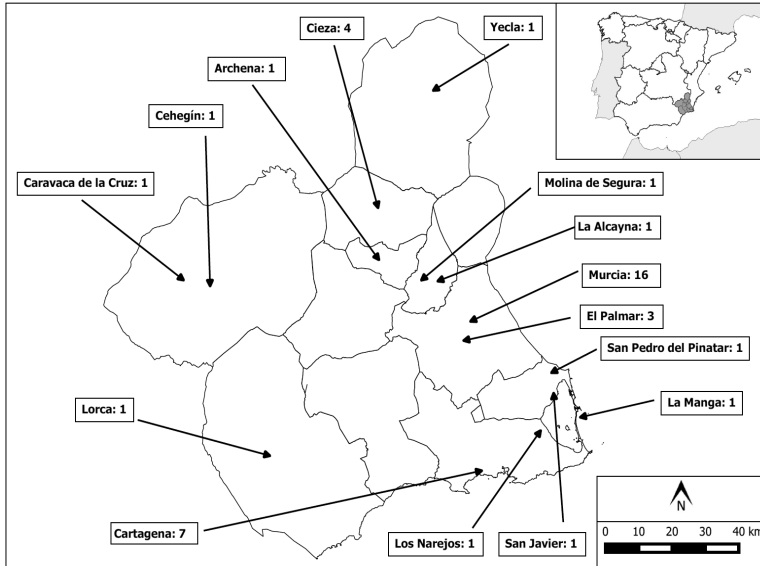 Cieza: 4
Yecla: 1
Archena: 1
Cehegín: 1
Caravaca de la Cruz: 1
Molina de Segura: 1
La Alcayna: 1
Murcia: 16
El Palmar: 3
San Pedro del Pinatar: 1
La Manga: 1
Lorca: 1
Cartagena: 7
Los Narejos: 1
San Javier: 1
N
0 10 20 30 40 km